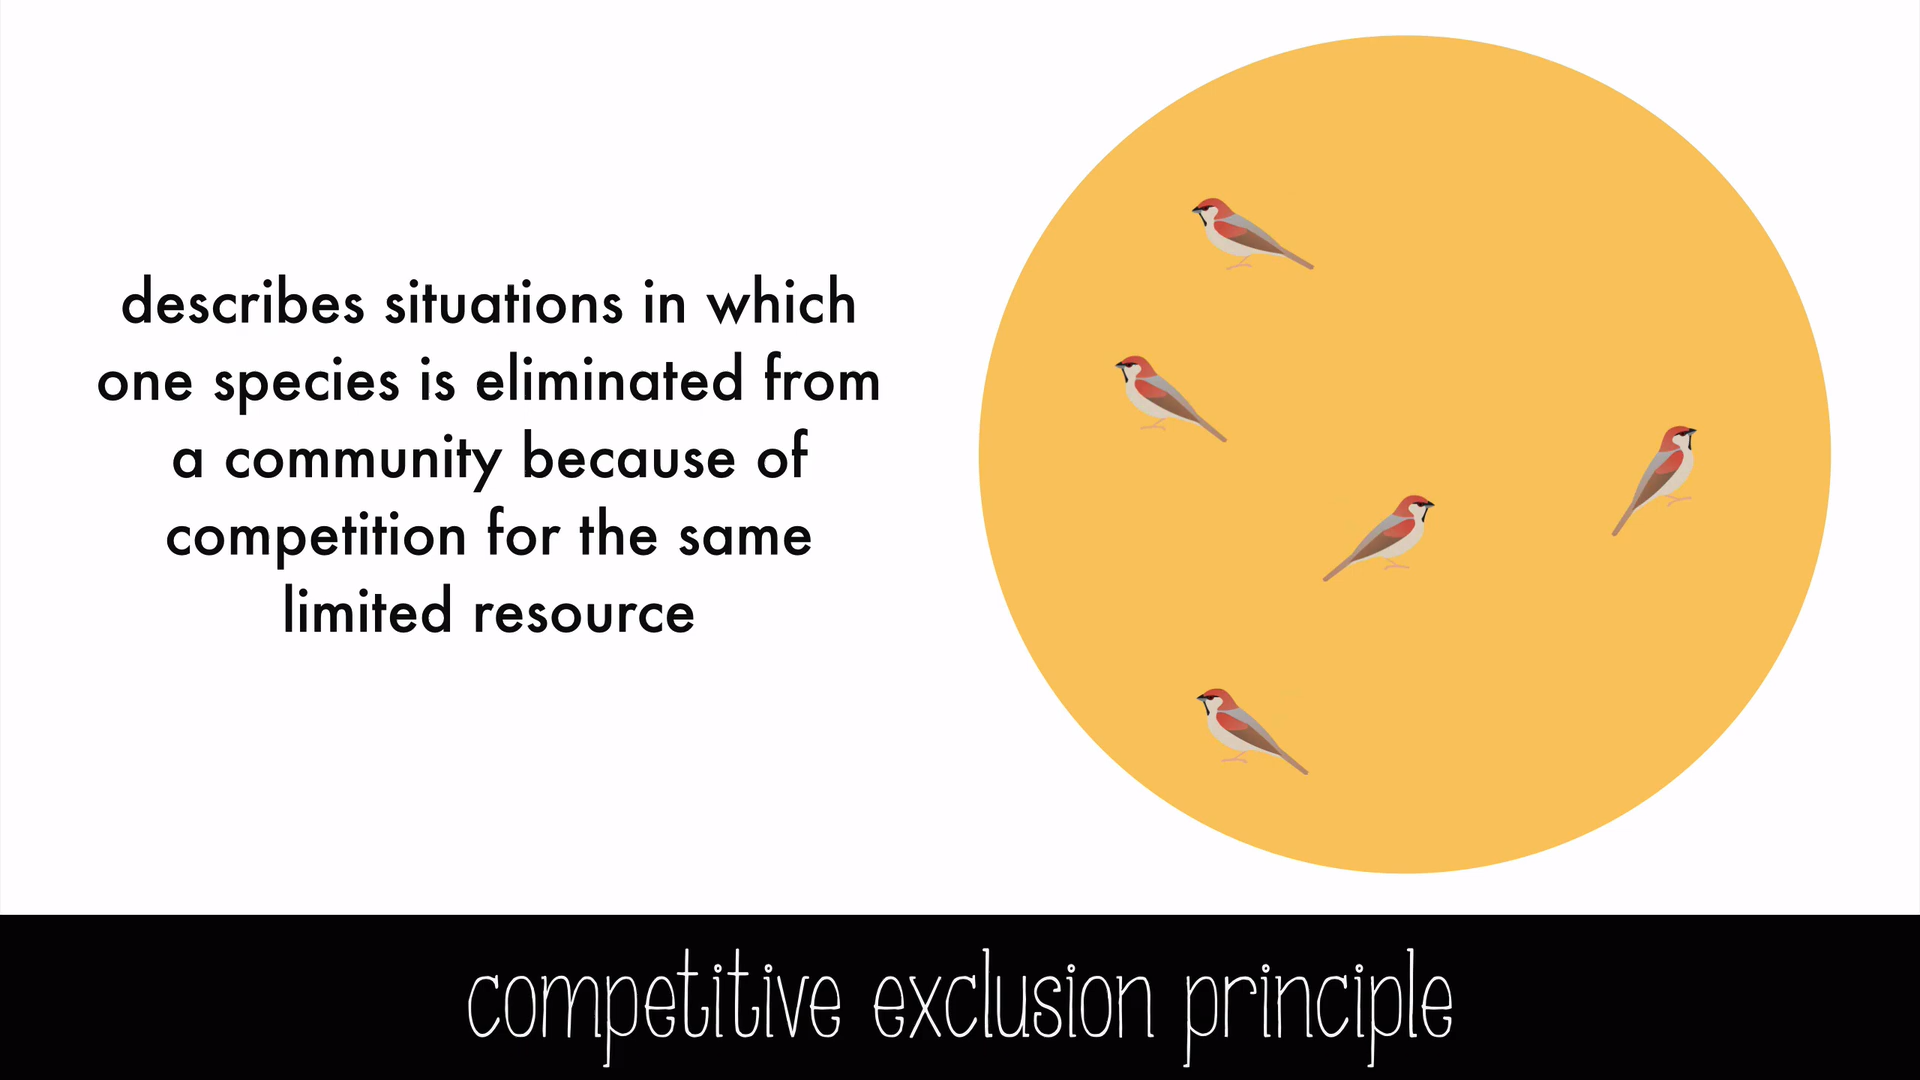 describes situations in which
one species is eliminated from
a community because of
competition for the same
limited resource
competitive exclusion principle